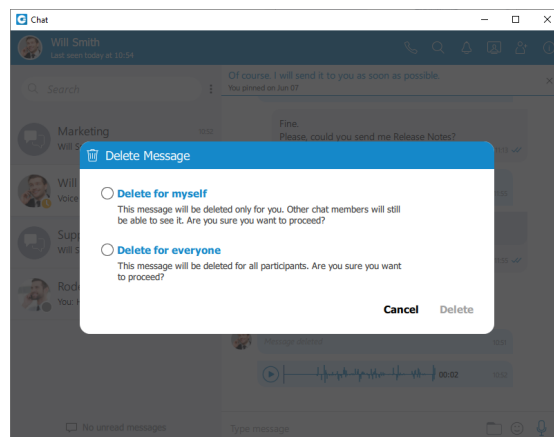 Chat
Will Smith
Last seen today at 10:54
Search
Of course. I will send it to you as soon as possible.
You pinned on Jun 07
Marketing
10:52
Will S
Fine.
Please, could you send me Release Notes?
Delete Message
Will
Voice
Supp
Will S
Rode
You: H
Delete for myself
This message will be deleted only for you. Other chat members will still
be able to see it. Are you sure you want to proceed?
Delete for everyone
This message will be deleted for all participants. Are you sure you want
to proceed?
Cancel Delete
Message deleted
00:02
No unread messages
Type message